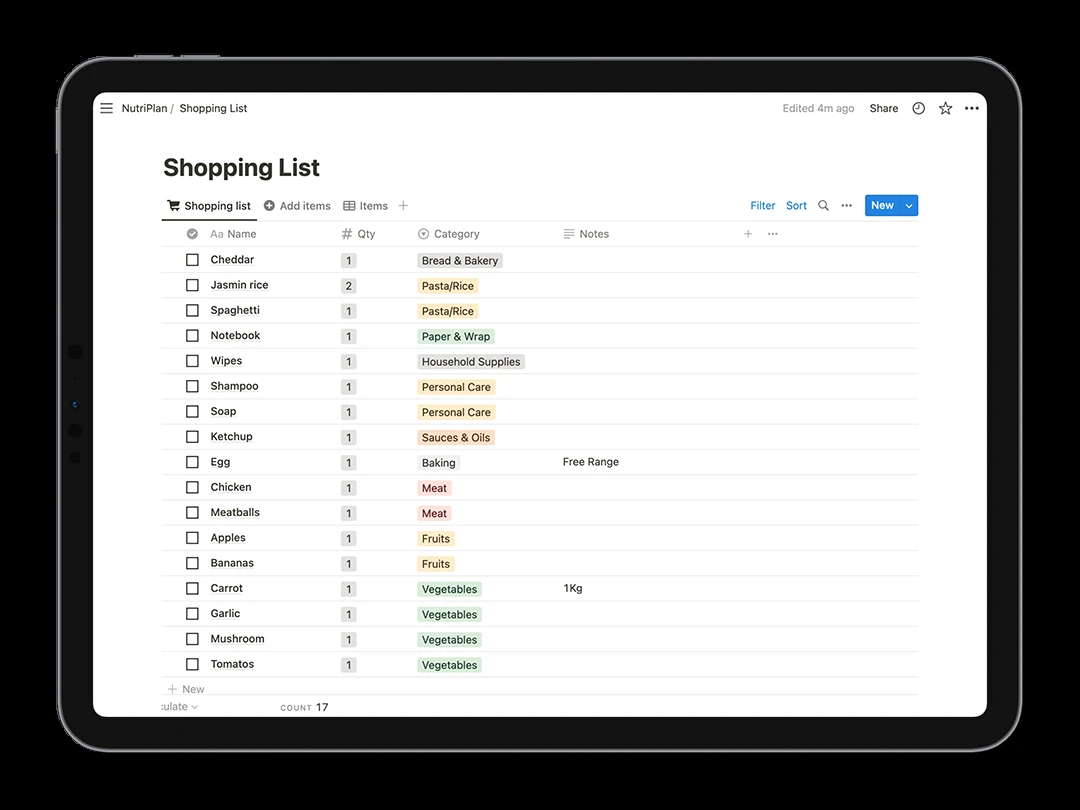 NutriPlan / Shopping List Edited 4m ago Share
Shopping List
Shopping list Add items Items Filter Sort New
Aa Name # Qty Category Notes
Cheddar 1 Bread & Bakery
Jasmin rice 2 Pasta/Rice
Spaghetti 1 Pasta/Rice
Notebook 1 Paper & Wrap
Wipes 1 Household Supplies
Shampoo 1 Personal Care
Soap 1 Personal Care
Ketchup 1 Sauces & Oils
Egg 1 Baking Free Range
Chicken 1 Meat
Meatballs 1 Meat
Apples 1 Fruits
Bananas 1 Fruits
Carrot 1 Vegetables 1Kg
Garlic 1 Vegetables
Mushroom 1 Vegetables
Tomatos 1 Vegetables
+ New
culate COUNT 17